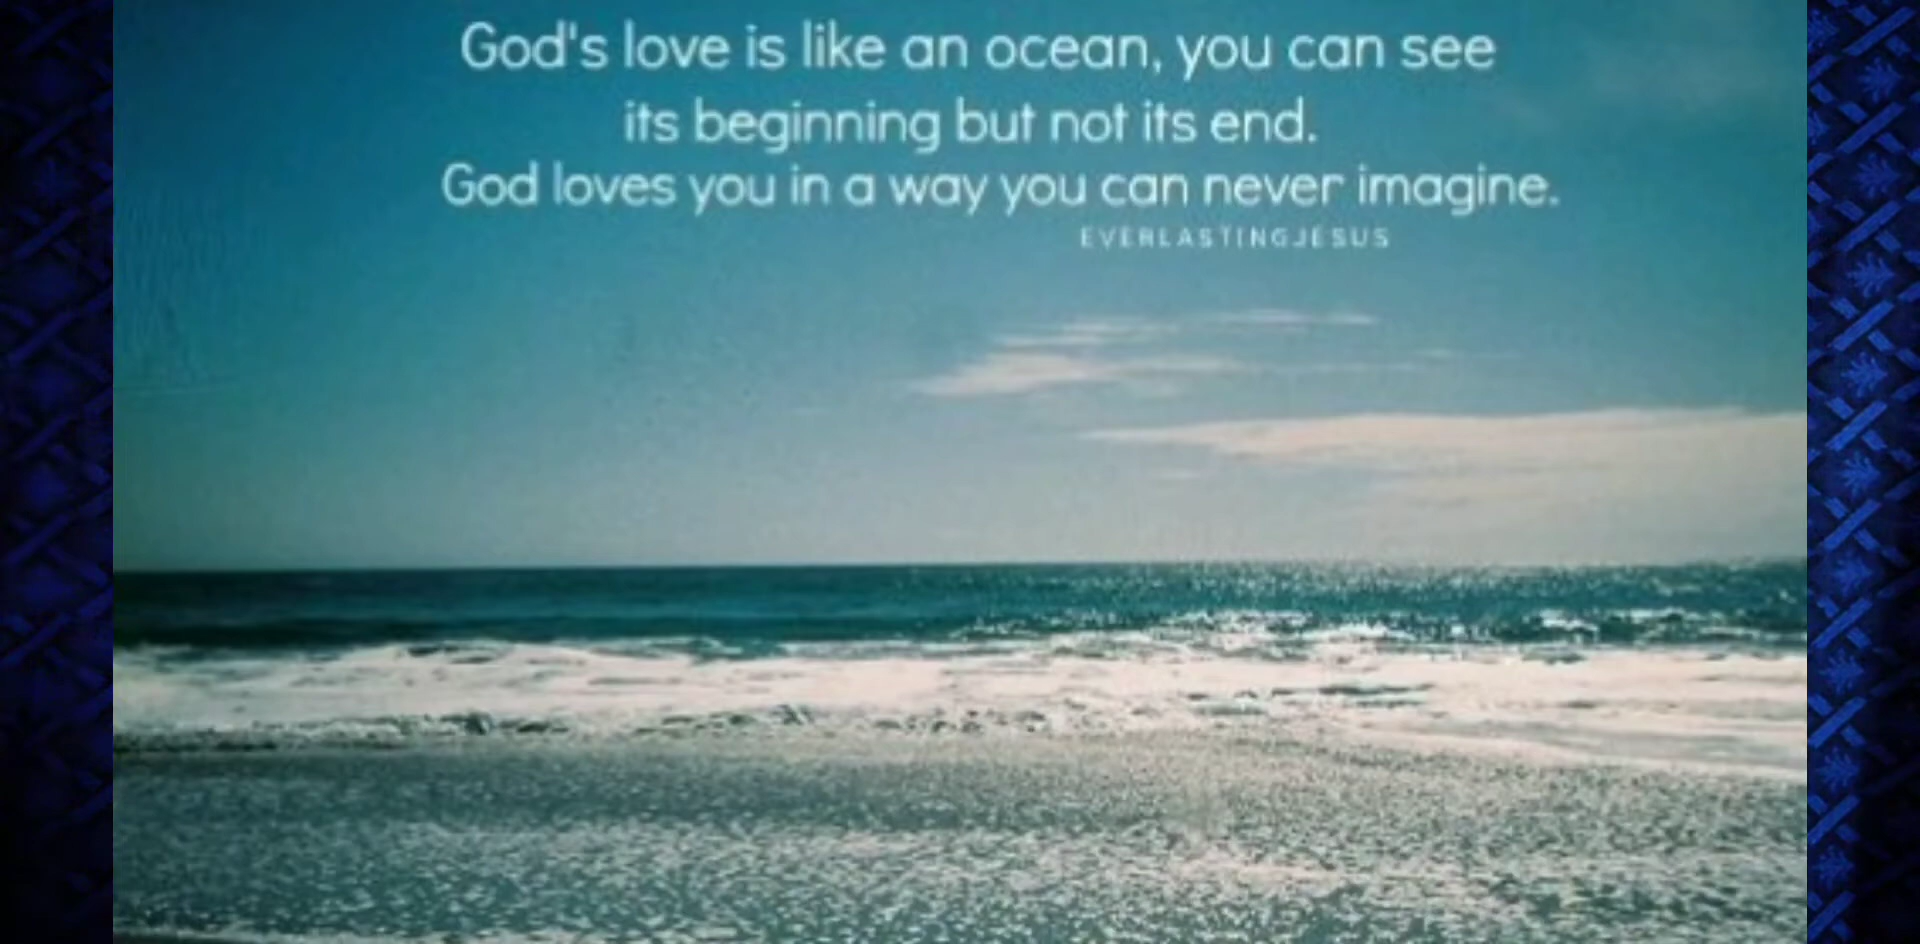 God's love is like an ocean, you can see
its beginning but not its end.
God loves you in a way you can never imagine.
EVERLASTINGJESUS